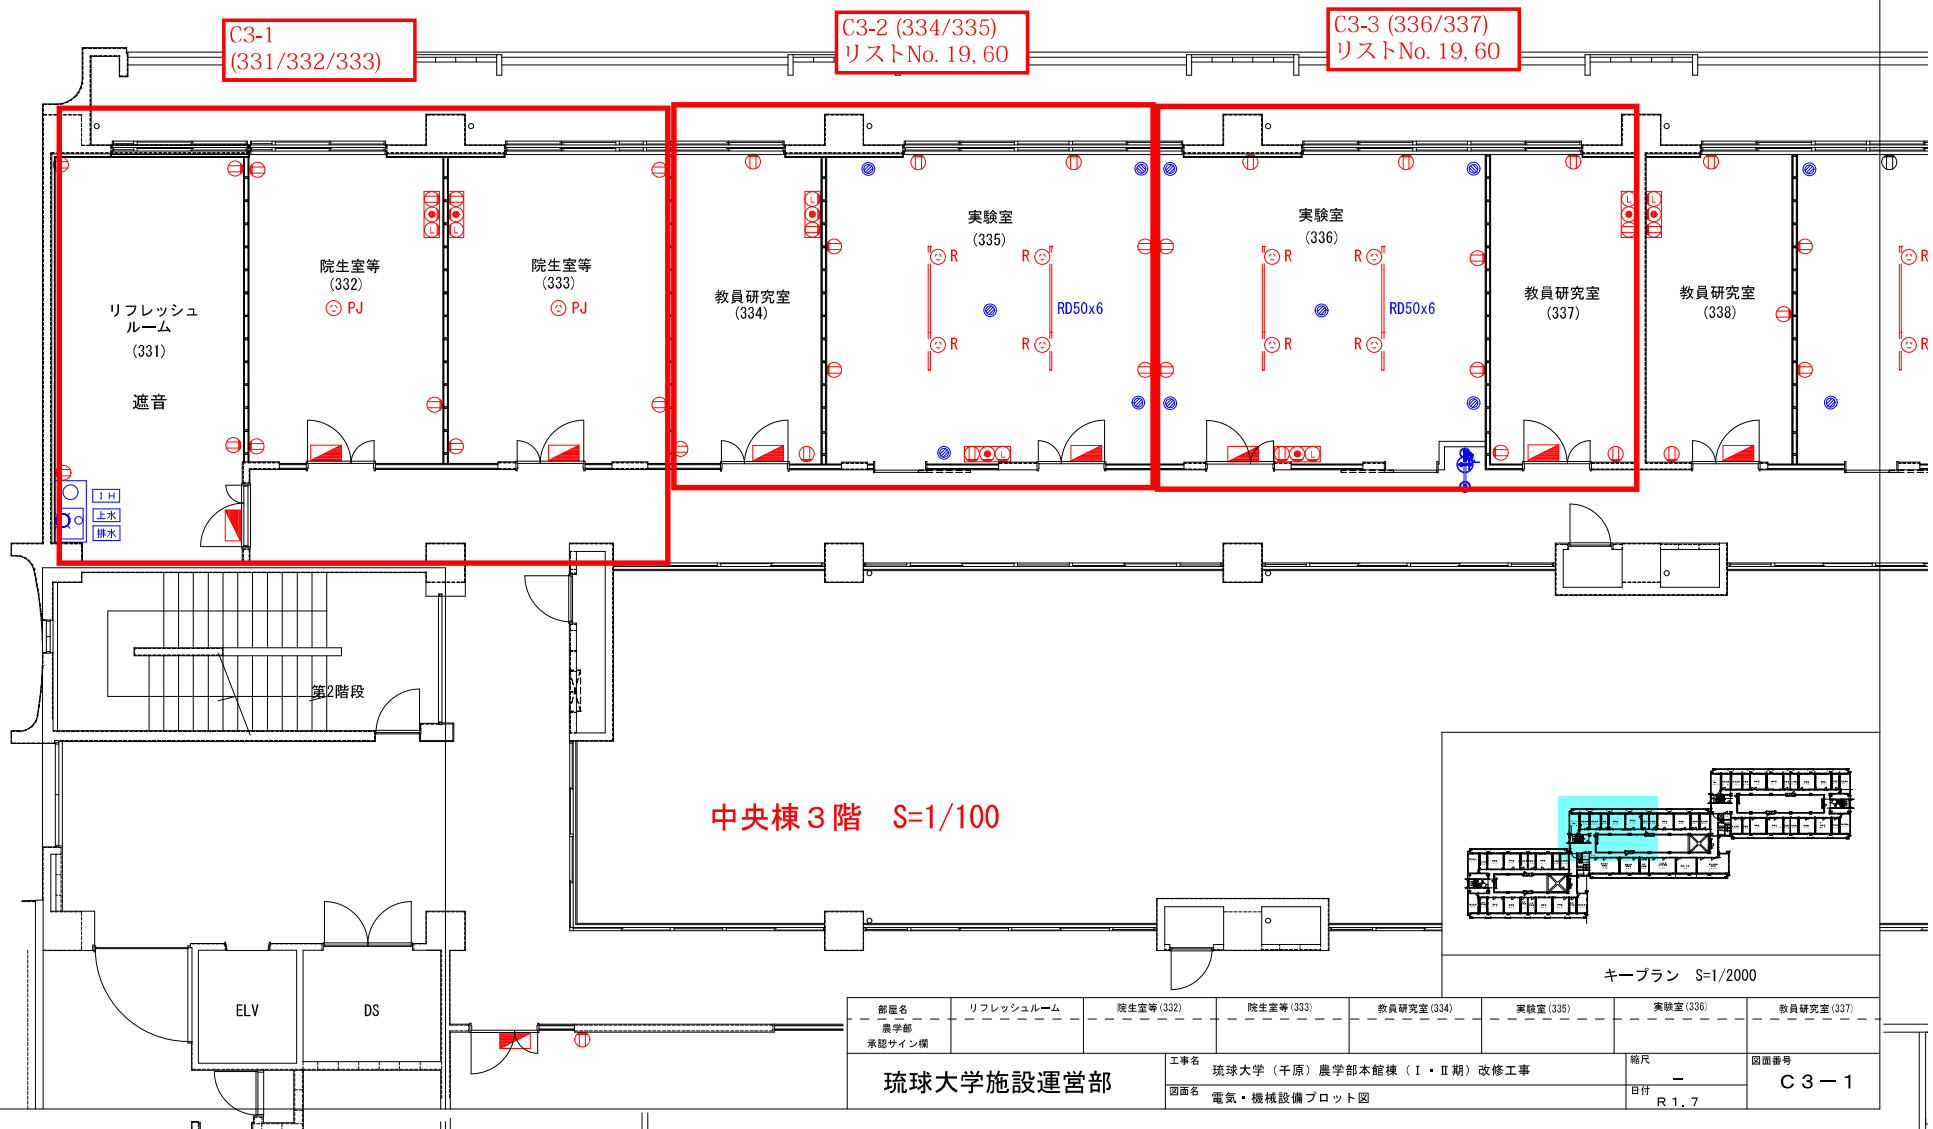 C3-1
(331/332/333)
C3-2 (334/335)
リストNo. 19, 60
C3-3 (336/337)
リストNo. 19, 60
リフレッシュ
ルーム
(331)
遮音
IH
上水
排水
院生室等
(332)
PJ
L
院生室等
(333)
PJ
L
教員研究室
(334)
L
実験室
(335)
R
R
R
R
RD50x6
L
実験室
(336)
R
R
R
R
RD50x6
L
教員研究室
(337)
L
教員研究室
(338)
L
R
R
第2階段
中央棟3階 S=1/100
ELV
DS
キープラン S=1/2000
部屋名 リフレッシュルーム 院生室等(332) 院生室等(333) 教員研究室(334) 実験室(335) 実験室(336) 教員研究室(337)
農学部
承認サイン欄
琉球大学施設運営部
工事名 琉球大学(千原)農学部本館棟(Ⅰ・Ⅱ期)改修工事
図面名 電気・機械設備プロット図
縮尺 −
日付 R1.7
図面番号
C3−1